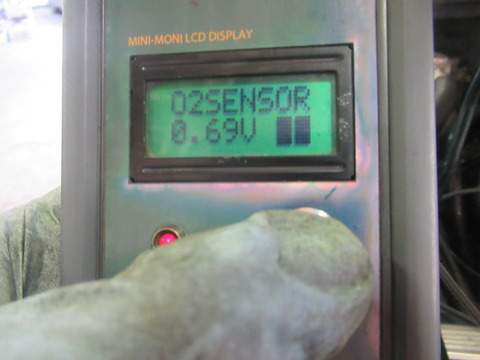 MINI-MONI LCD DISPLAY
O2SENSOR
0.69V